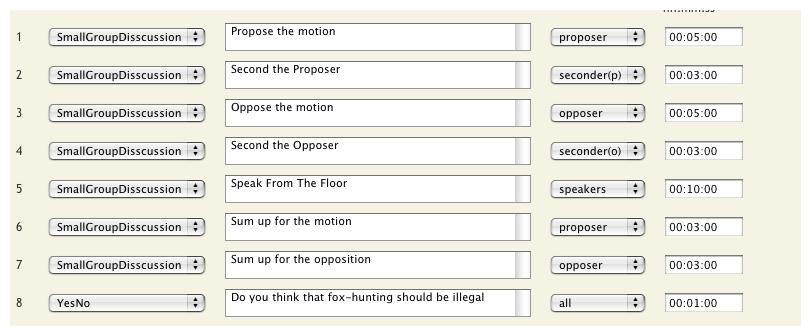 hh:mm:ss
1 SmallGroupDisscussion Propose the motion proposer 00:05:00
2 SmallGroupDisscussion Second the Proposer seconder(p) 00:03:00
3 SmallGroupDisscussion Oppose the motion opposer 00:05:00
4 SmallGroupDisscussion Second the Opposer seconder(o) 00:03:00
5 SmallGroupDisscussion Speak From The Floor speakers 00:10:00
6 SmallGroupDisscussion Sum up for the motion proposer 00:03:00
7 SmallGroupDisscussion Sum up for the opposition opposer 00:03:00
8 YesNo Do you think that fox-hunting should be illegal all 00:01:00